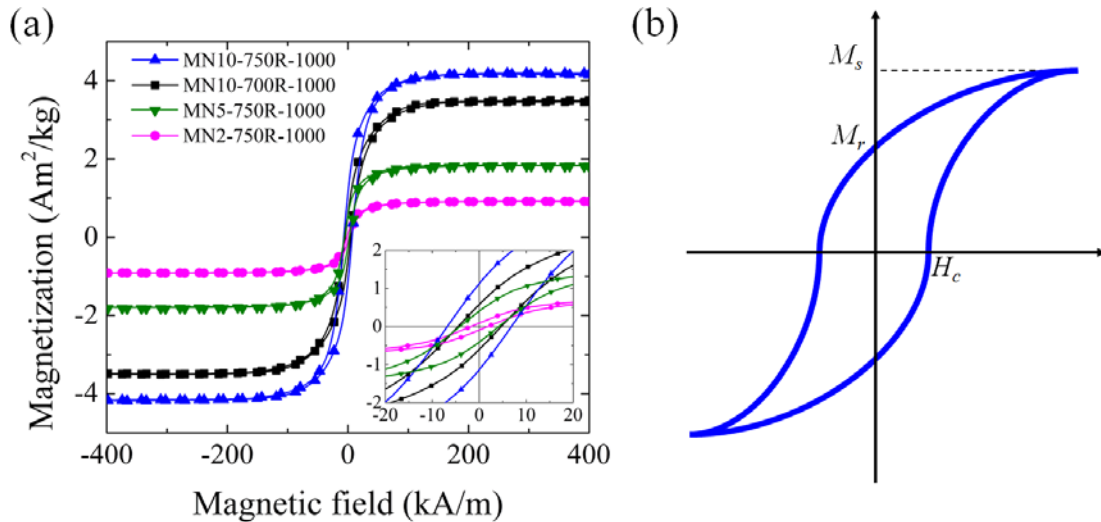 (a)
MN10-750R-1000
MN10-700R-1000
MN5-750R-1000
MN2-750R-1000
Magnetization (Am²/kg)
4
2
0
-2
-4
2
1
0
-1
-2
-20 -10 0 10 20
-400 -200 0 200 400
Magnetic field (kA/m)
(b)
Ms
Mr
Hc